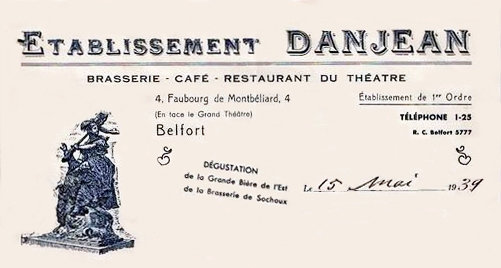 ETABLISSEMENT DANJEAN
BRASSERIE - CAFÉ - RESTAURANT DU THÉATRE
4, Faubourg de Montbéliard, 4
(En face le Grand Théâtre)
Belfort
Établissement de 1er Ordre
TÉLÉPHONE 1-25
R. C. Belfort 5777
DÉGUSTATION
de la Grande Bière de l'Est
de la Brasserie de Sochaux
Le 15 Mai 1939